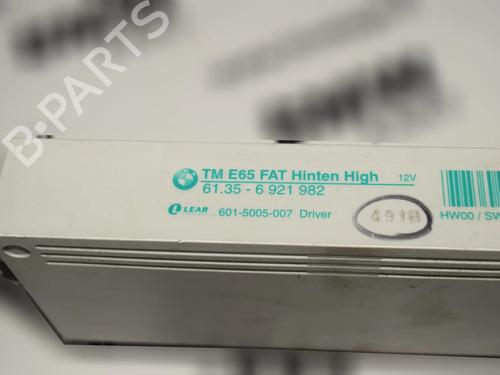 B-PARTS
TM E65 FAT Hinten High 12V
61.35 - 6 921 982
LEAR 601-5005-007 Driver
HW00 / SW